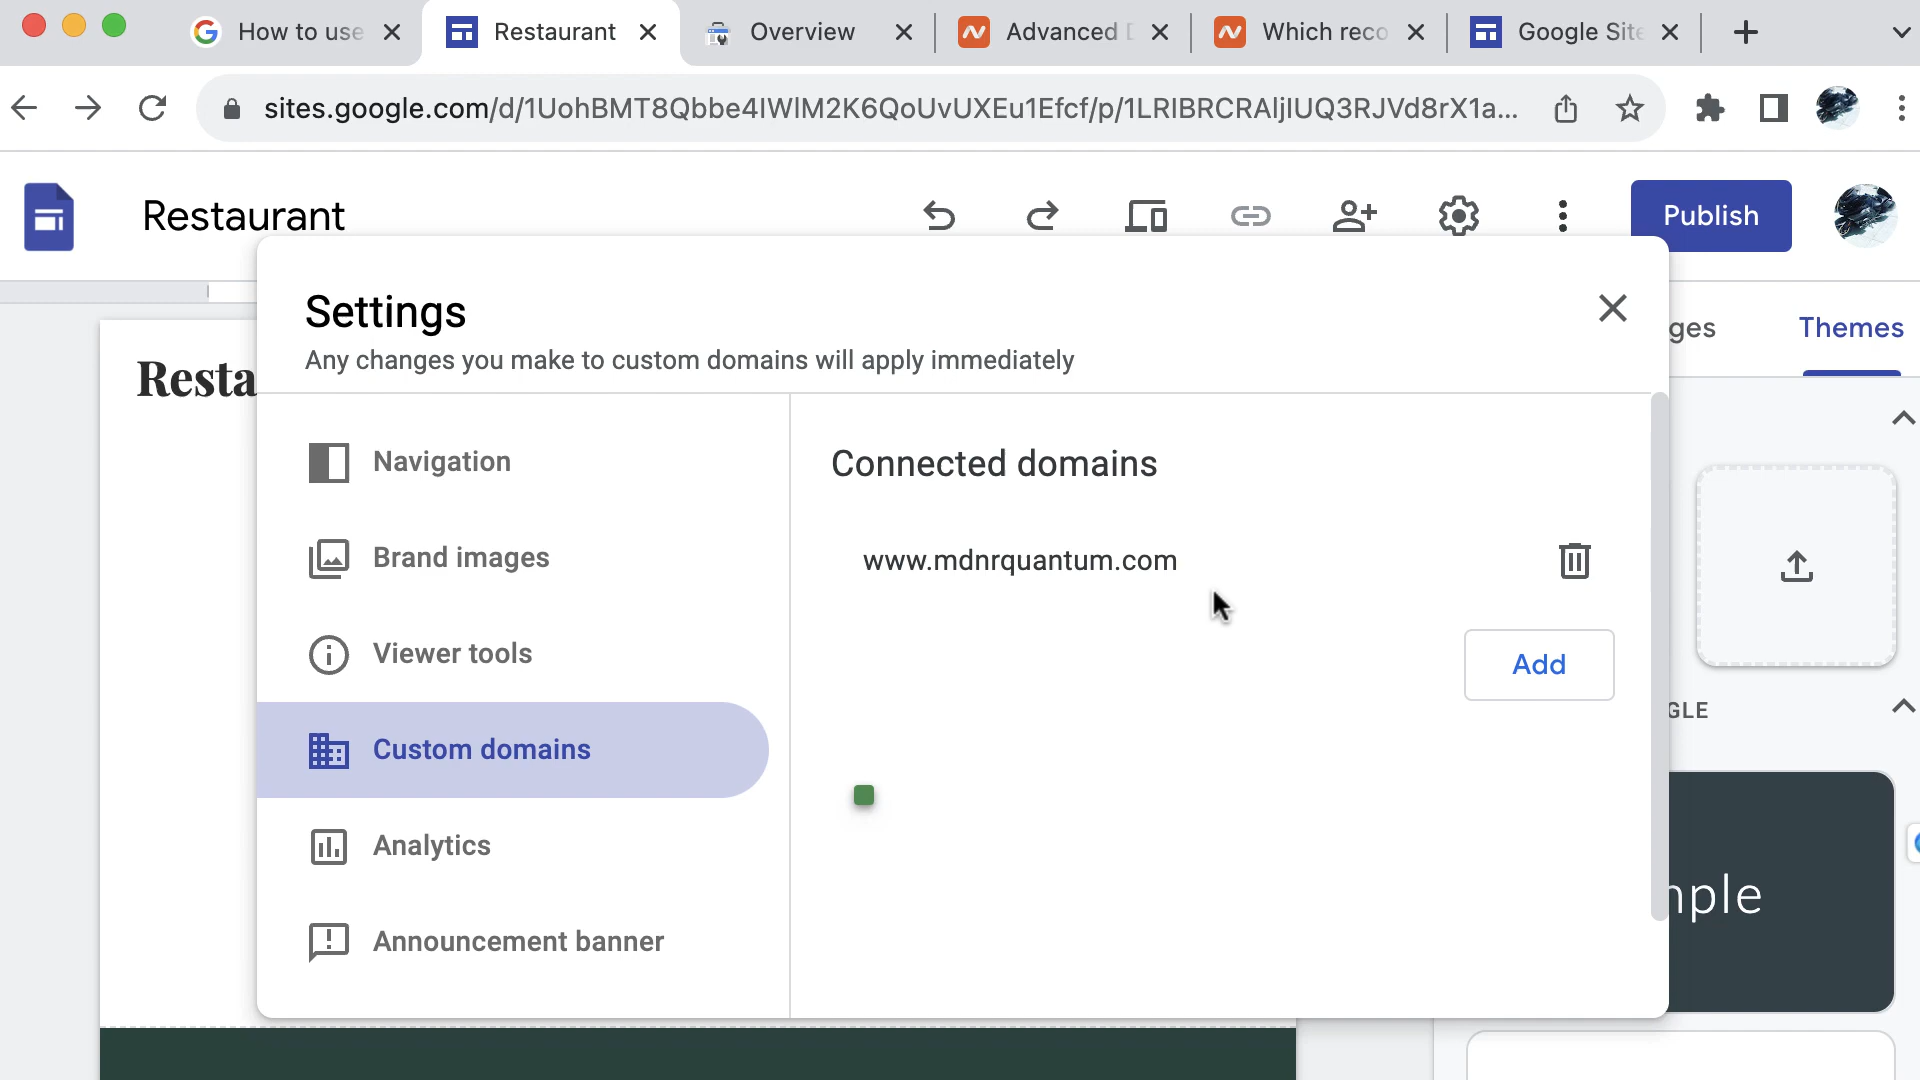 How to use
Restaurant
Overview
Advanced
Which reco
Google Site
sites.google.com/d/1UohBMT8Qbbe4IWlM2K6QoUvUXEu1Efcf/p/1LRIBRCRAljIUQ3RJVd8rX1a...
Restaurant
Publish
Settings
Any changes you make to custom domains will apply immediately
ges
Themes
Resta
Navigation
Connected domains
Brand images
www.mdnrquantum.com
Viewer tools
Add
GLE
Custom domains
Analytics
mple
Announcement banner